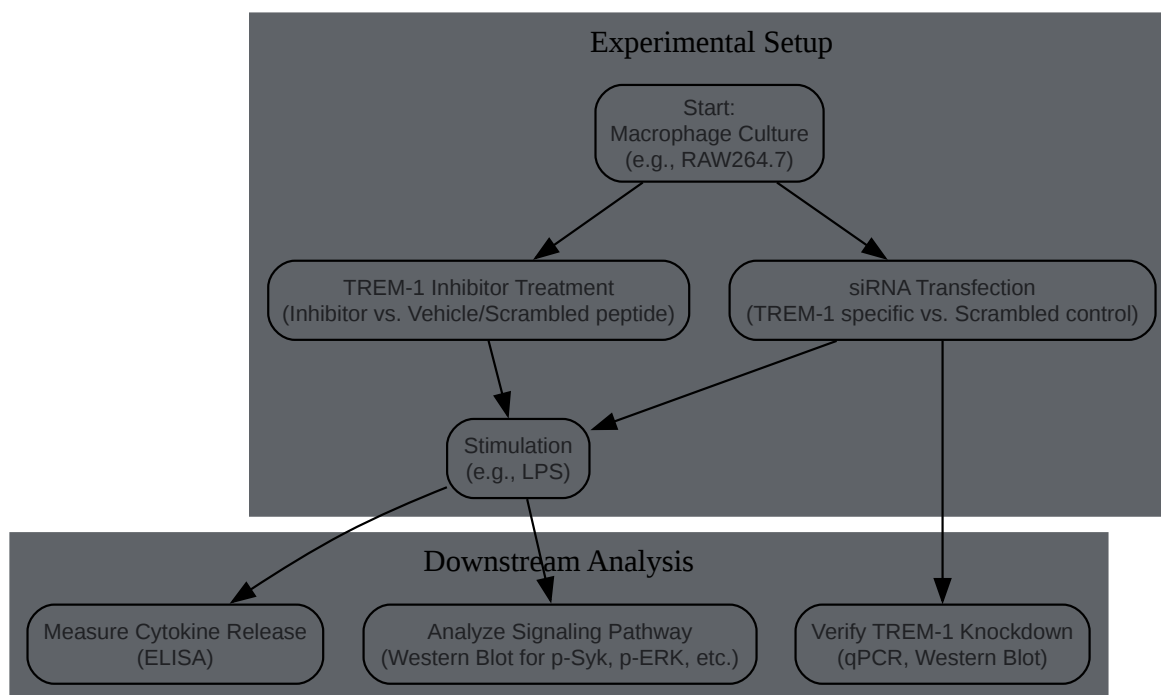 Experimental Setup
Start:
Macrophage Culture
(e.g., RAW264.7)
TREM-1 Inhibitor Treatment
(Inhibitor vs. Vehicle/Scrambled peptide)
siRNA Transfection
(TREM-1 specific vs. Scrambled control)
Stimulation
(e.g., LPS)
Downstream Analysis
Measure Cytokine Release
(ELISA)
Analyze Signaling Pathway
(Western Blot for p-Syk, p-ERK, etc.)
Verify TREM-1 Knockdown
(qPCR, Western Blot)